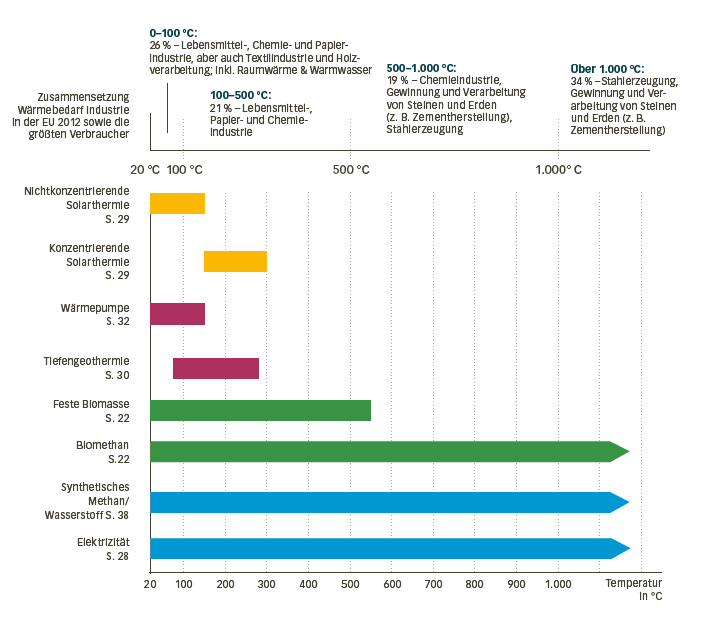 0–100 °C:
26 % – Lebensmittel-, Chemie- und Papier-
industrie, aber auch Textilindustrie und Holz-
verarbeitung; inkl. Raumwärme & Warmwasser
500–1.000 °C:
19 % – Chemieindustrie,
Gewinnung und Verarbeitung
von Steinen und Erden
(z. B. Zementherstellung),
Stahlerzeugung
Über 1.000 °C:
34 % – Stahlerzeugung,
Gewinnung und Ver-
arbeitung von Steinen
und Erden (z. B.
Zementherstellung)
Zusammensetzung
Wärmebedarf Industrie
in der EU 2012 sowie die
größten Verbraucher
100–500 °C:
21 % – Lebensmittel-,
Papier- und Chemie-
industrie
20 °C 100 °C 500 °C 1.000 °C
Nichtkonzentrierende
Solarthermie
S. 29
Konzentrierende
Solarthermie
S. 29
Wärmepumpe
S. 32
Tiefengeothermie
S. 30
Feste Biomasse
S. 22
Biomethan
S.22
Synthetisches
Methan/
Wasserstoff S. 38
Elektrizität
S. 28
20 100 200 300 400 500 600 700 800 900 1.000 Temperatur
in °C